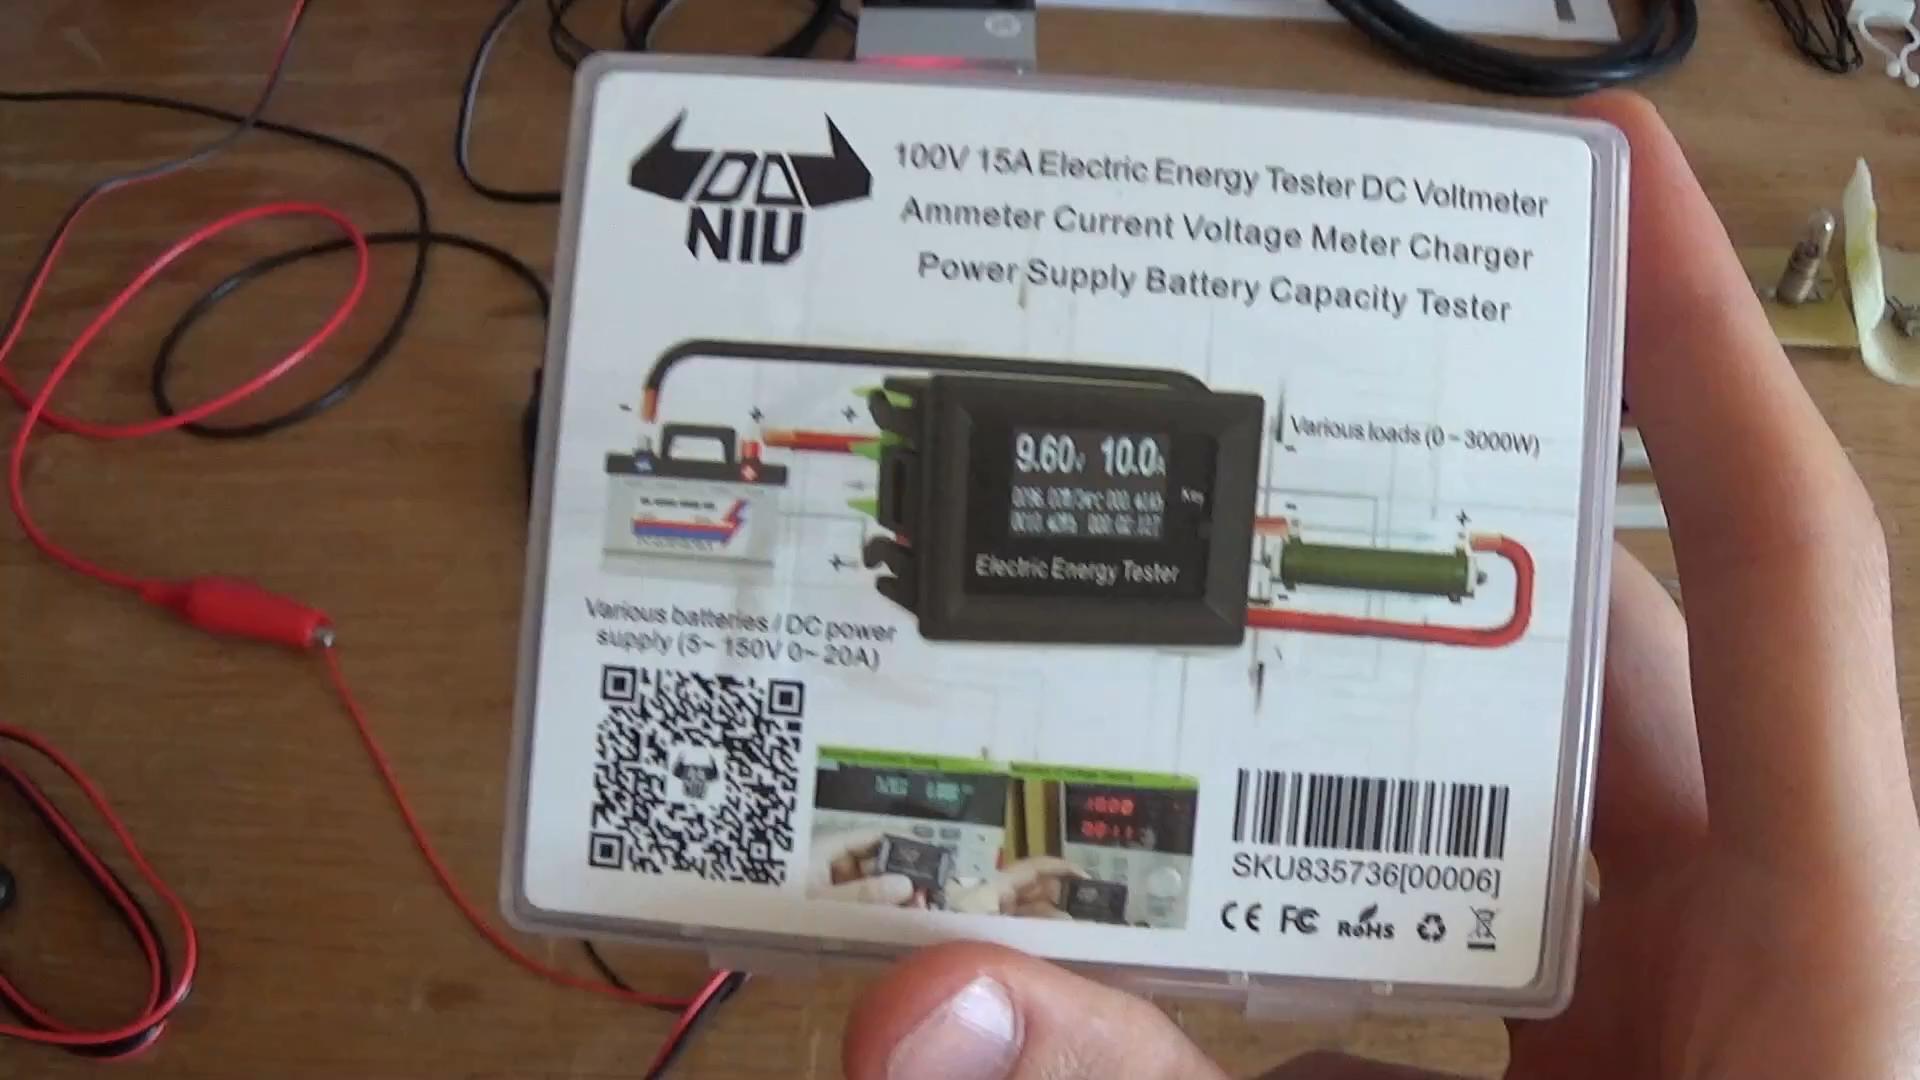 DANIU
100V 15A Electric Energy Tester DC Voltmeter
Ammeter Current Voltage Meter Charger
Power Supply Battery Capacity Tester
Various loads (0~3000W)
9.60V 10.0A
Key
Electric Energy Tester
Various batteries / DC power
supply (5~ 150V 0~ 20A)
SKU835736[00006]
CE FC RoHS